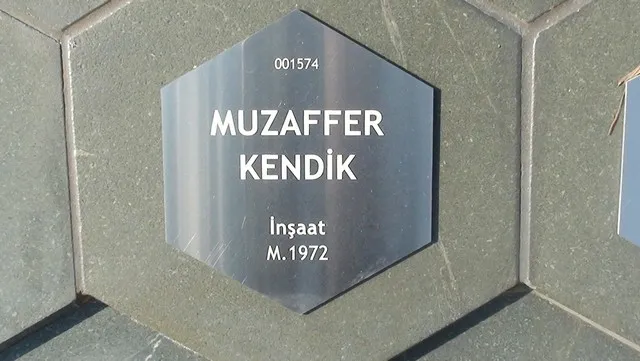 001574
MUZAFFER
KENDİK
İnşaat
M.1972